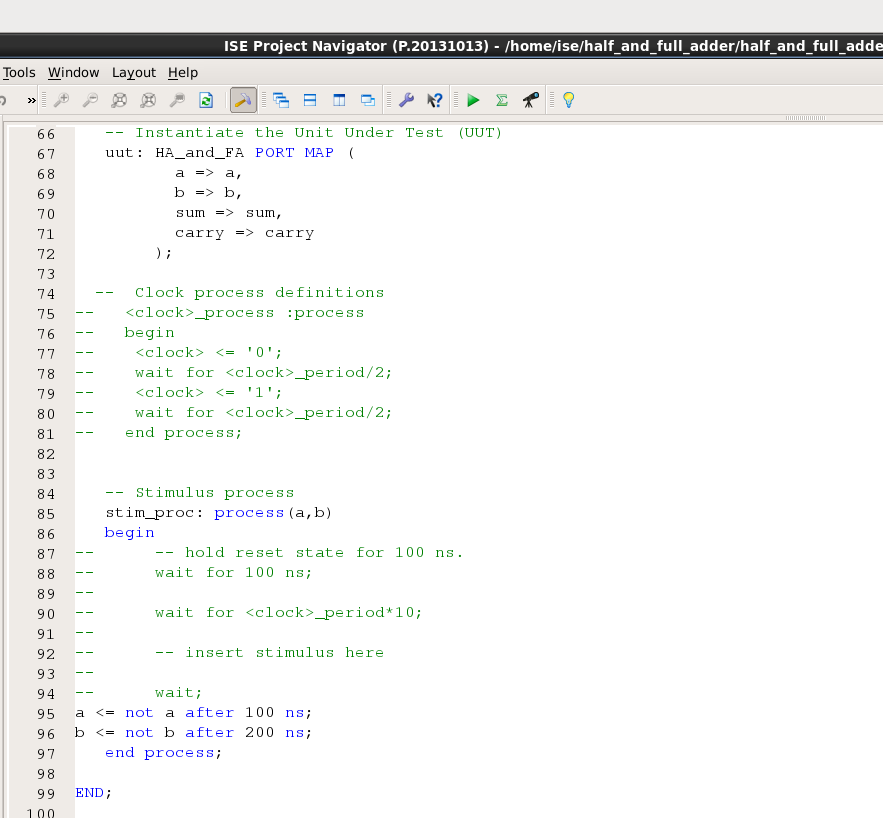 ISE Project Navigator (P.20131013) - /home/ise/half_and_full_adder/half_and_full_adde
Tools Window Layout Help
»
66 -- Instantiate the Unit Under Test (UUT)
67 uut: HA_and_FA PORT MAP (
68 a => a,
69 b => b,
70 sum => sum,
71 carry => carry
72 );
73
74 -- Clock process definitions
75 -- <clock>_process :process
76 -- begin
77 -- <clock> <= '0';
78 -- wait for <clock>_period/2;
79 -- <clock> <= '1';
80 -- wait for <clock>_period/2;
81 -- end process;
82
83
84 -- Stimulus process
85 stim_proc: process(a,b)
86 begin
87 -- -- hold reset state for 100 ns.
88 -- wait for 100 ns;
89 --
90 -- wait for <clock>_period*10;
91 --
92 -- -- insert stimulus here
93 --
94 -- wait;
95 a <= not a after 100 ns;
96 b <= not b after 200 ns;
97 end process;
98
99 END;
100